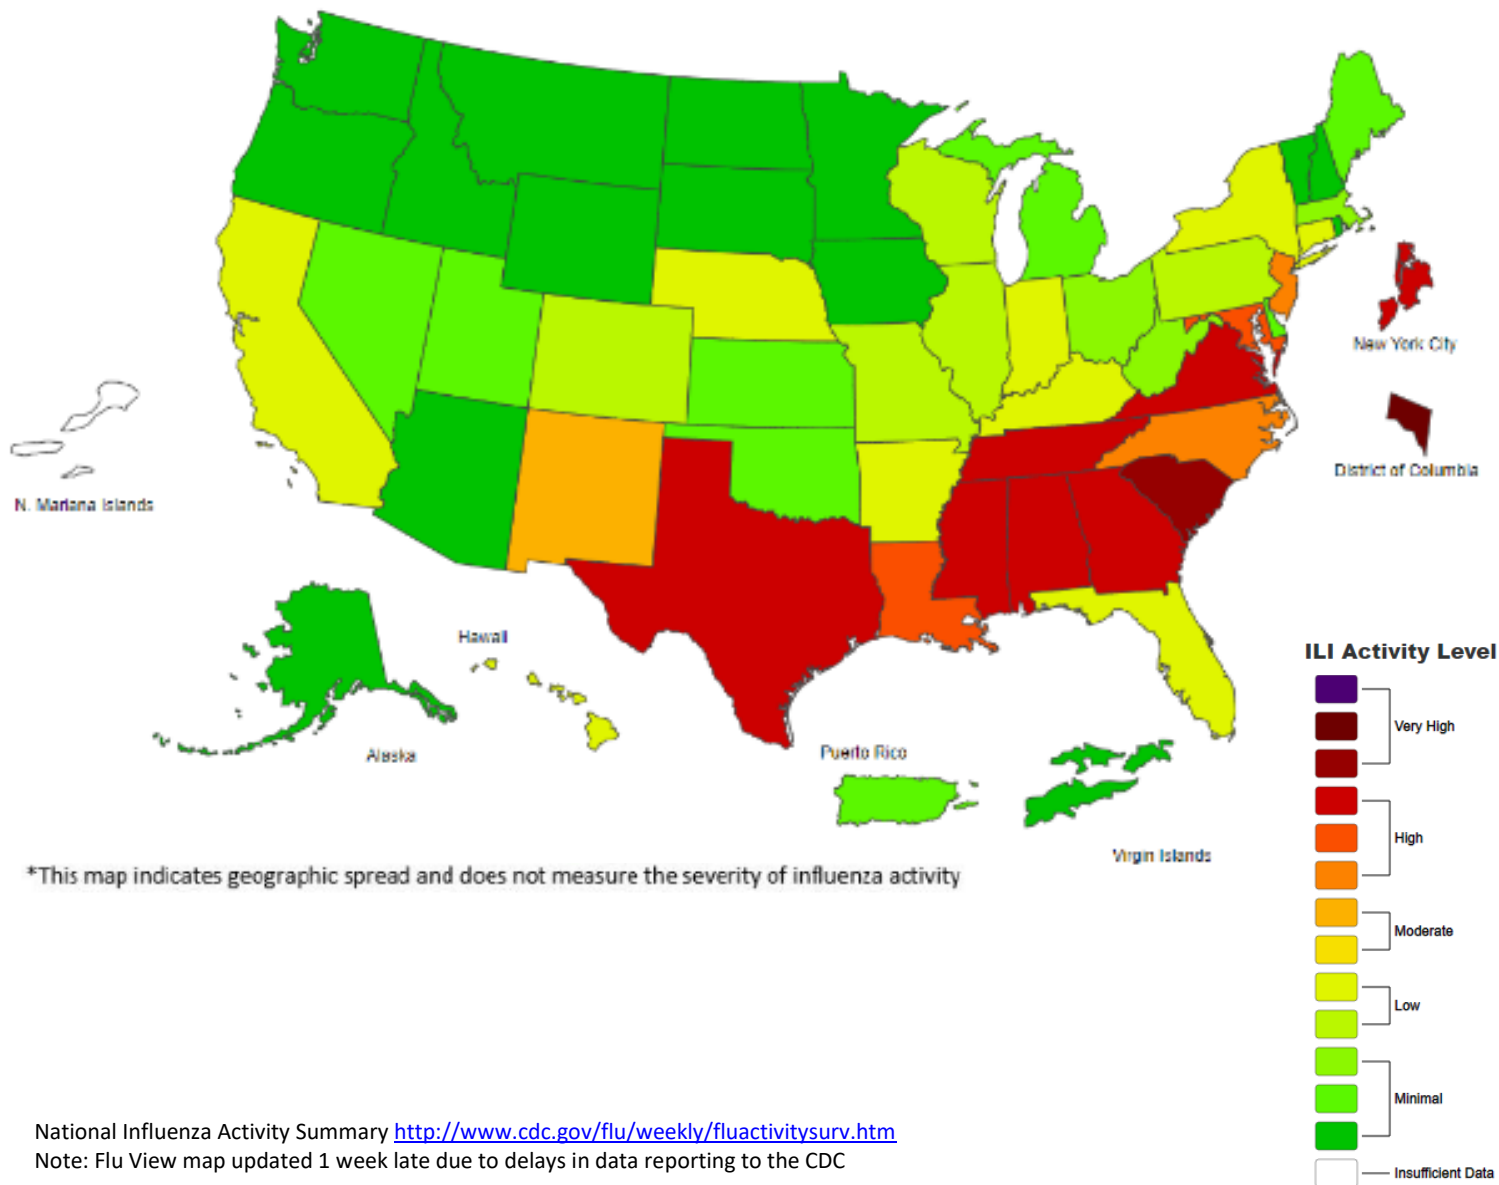 New York City
District of Columbia
N. Mariana Islands
Hawaii
Alaska
Puerto Rico
Virgin Islands
ILI Activity Level
Very High
High
Moderate
Low
Minimal
Insufficient Data
*This map indicates geographic spread and does not measure the severity of influenza activity
National Influenza Activity Summary http://www.cdc.gov/flu/weekly/fluactivitysurv.htm
Note: Flu View map updated 1 week late due to delays in data reporting to the CDC